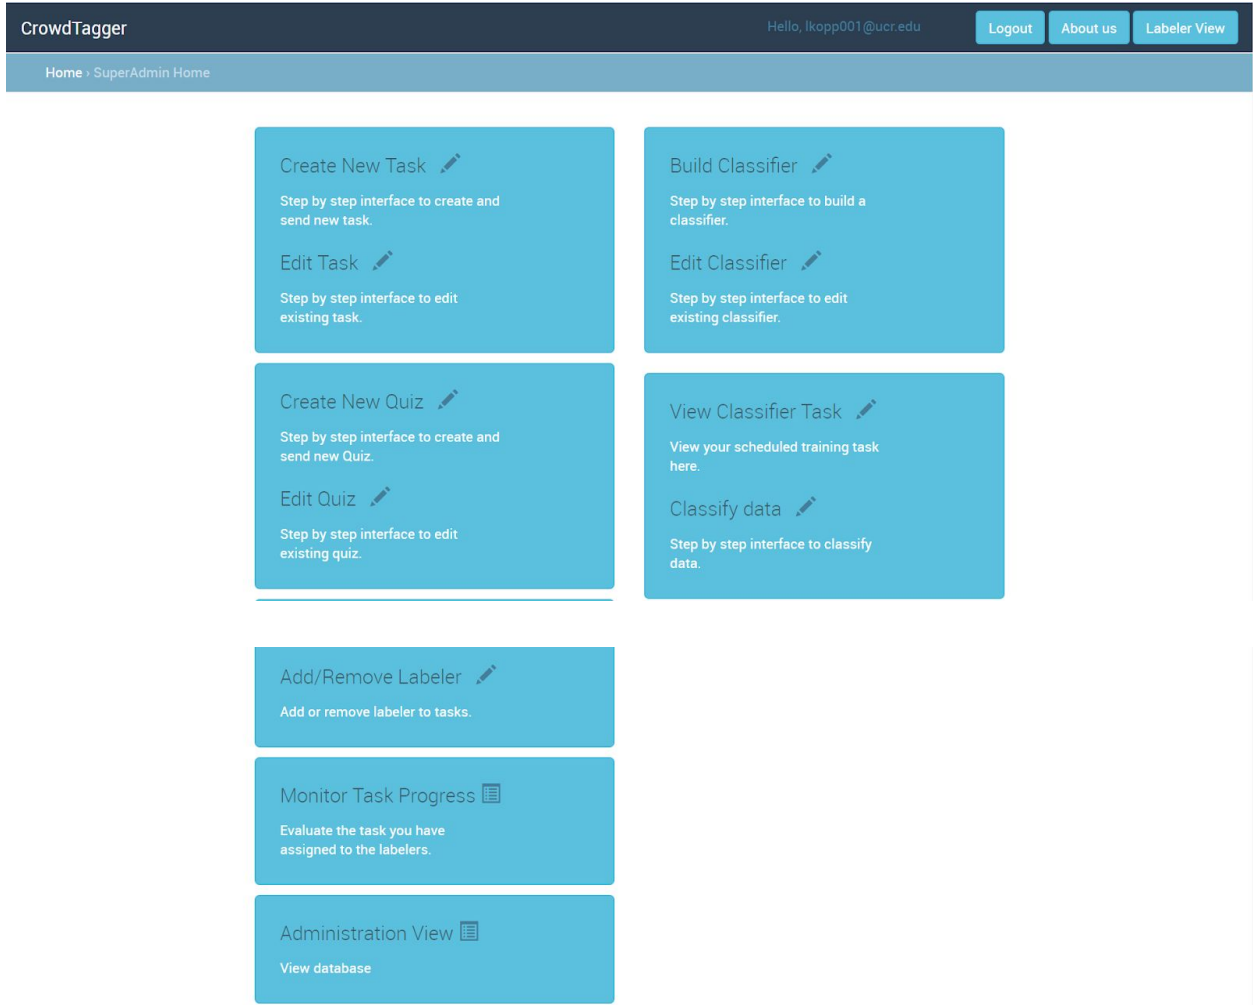 CrowdTagger
Hello, lkopp001@ucr.edu
Logout
About us
Labeler View
Home › SuperAdmin Home
Create New Task
Step by step interface to create and
send new task.
Edit Task
Step by step interface to edit
existing task.
Build Classifier
Step by step interface to build a
classifier.
Edit Classifier
Step by step interface to edit
existing classifier.
Create New Quiz
Step by step interface to create and
send new Quiz.
Edit Quiz
Step by step interface to edit
existing quiz.
View Classifier Task
View your scheduled training task
here.
Classify data
Step by step interface to classify
data.
Add/Remove Labeler
Add or remove labeler to tasks.
Monitor Task Progress
Evaluate the task you have
assigned to the labelers.
Administration View
View database